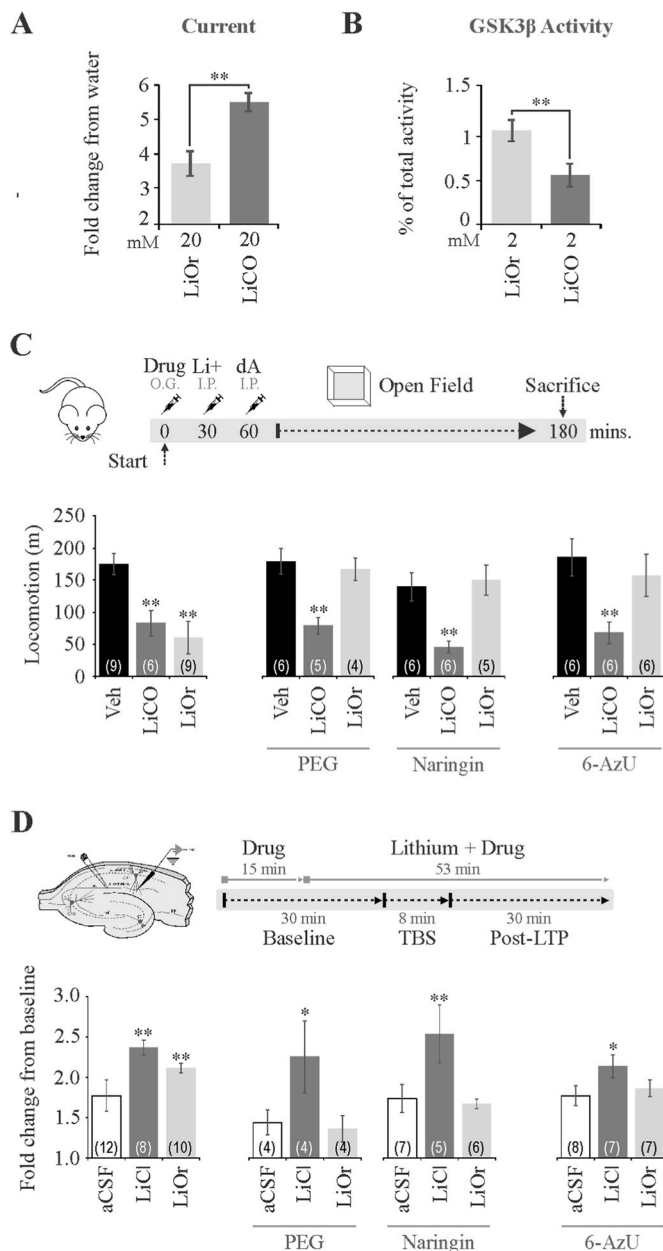 A
Current
Fold change from water
6
5
4
3
2
**
mM 20 20
LiOr LiCO
B
GSK3β Activity
% of total activity
1.5
1
0.5
0
**
mM 2 2
LiOr LiCO
C
Drug Li+ dA
O.G. I.P. I.P.
Open Field
Sacrifice
0 30 60 180 mins.
Start
Locomotion (m)
250
200
150
100
50
0
** ** ** ** **
(9) (6) (9) (6) (5) (4) (6) (6) (5) (6) (6) (6)
Veh LiCO LiOr Veh LiCO LiOr Veh LiCO LiOr Veh LiCO LiOr
PEG Naringin 6-AzU
D
Drug Lithium + Drug
15 min 53 min
30 min 8 min 30 min
Baseline TBS Post-LTP
Fold change from baseline
3.0
2.5
2.0
1.5
1.0
** ** * ** *
(12) (8) (10) (4) (4) (4) (7) (5) (6) (8) (7) (7)
aCSF LiCl LiOr aCSF LiCl LiOr aCSF LiCl LiOr aCSF LiCl LiOr
PEG Naringin 6-AzU